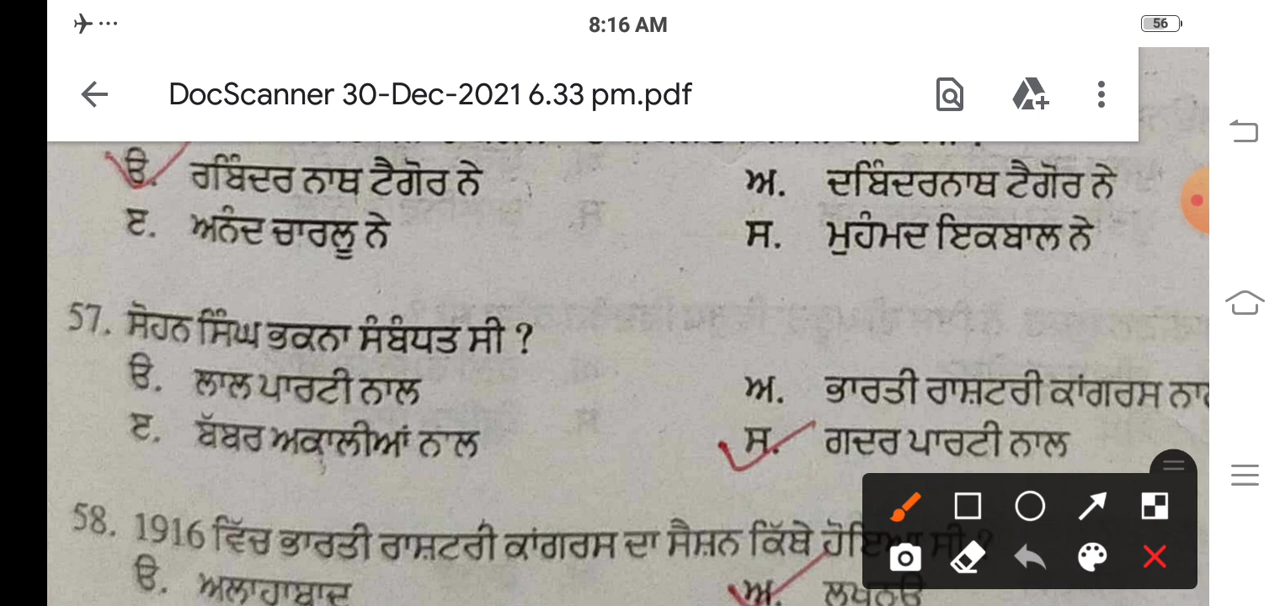 8:16 AM
56
DocScanner 30-Dec-2021 6.33 pm.pdf
ੳ. ਰਬਿੰਦਰ ਨਾਥ ਟੈਗੋਰ ਨੇ ਅ. ਦਬਿੰਦਰਨਾਥ ਟੈਗੋਰ ਨੇ
ੲ. ਅਨੰਦ ਚਾਰਲੂ ਨੇ ਸ. ਮੁਹੰਮਦ ਇਕਬਾਲ ਨੇ
57. ਸੋਹਨ ਸਿੰਘ ਭਕਨਾ ਸੰਬੰਧਤ ਸੀ ?
ੳ. ਲਾਲ ਪਾਰਟੀ ਨਾਲ ਅ. ਭਾਰਤੀ ਰਾਸ਼ਟਰੀ ਕਾਂਗਰਸ
ੲ. ਬੱਬਰ ਅਕਾਲੀਆਂ ਨਾਲ ਸ. ਗਦਰ ਪਾਰਟੀ ਨਾਲ
58. 1916 ਵਿੱਚ ਭਾਰਤੀ ਰਾਸ਼ਟਰੀ ਕਾਂਗਰਸ ਦਾ ਸੈਸ਼ਨ ਕਿੱਥੇ ਹੋਇਆ ਸੀ ?
ੳ. ਅਲਾਹਾਬਾਦ ਅ. ਲਖਨਊ